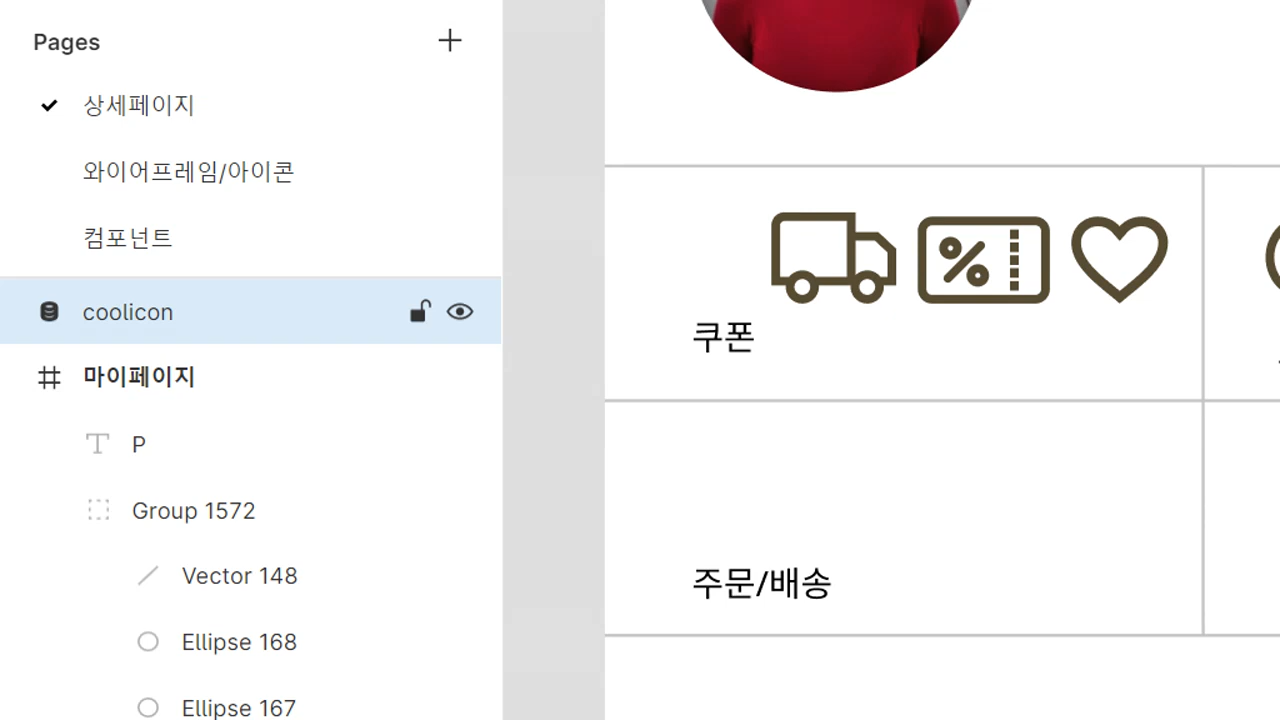 Pages
상세페이지
와이어프레임/아이콘
컴포넌트
coolicon
마이페이지
P
Group 1572
Vector 148
Ellipse 168
Ellipse 167
쿠폰
주문/배송